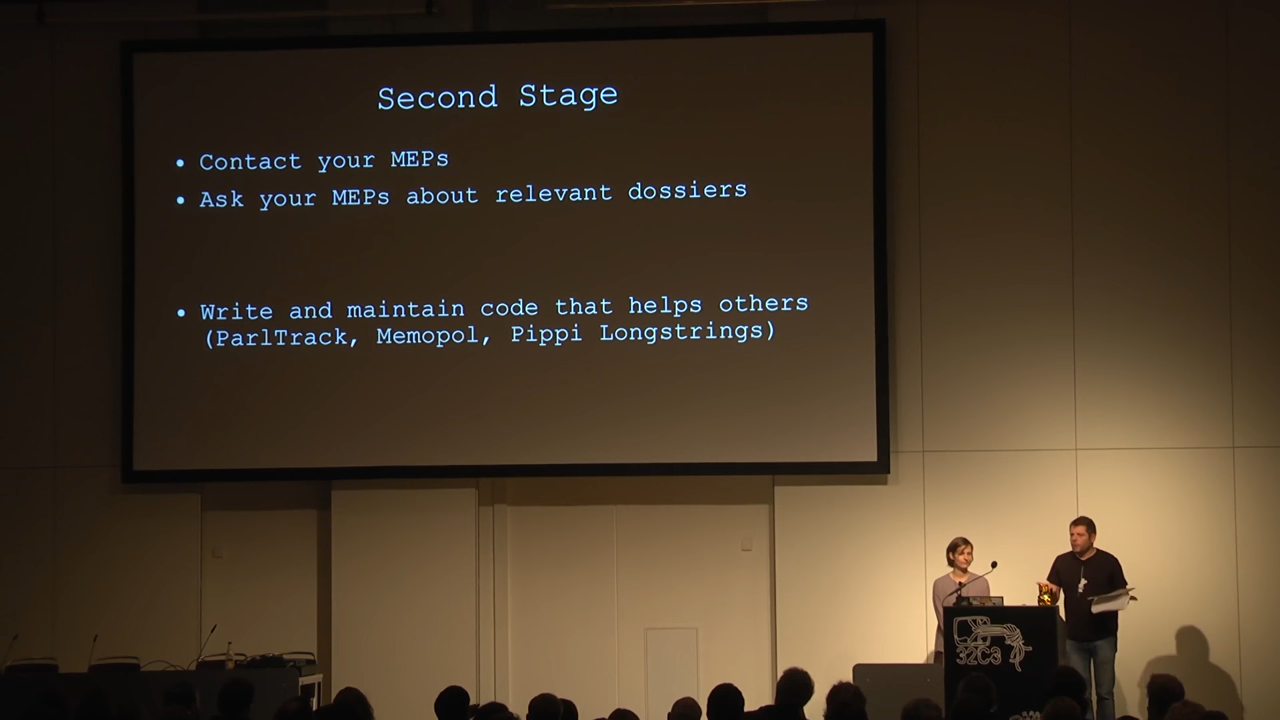 Second Stage
• Contact your MEPs
• Ask your MEPs about relevant dossiers
• Write and maintain code that helps others
(ParlTrack, Memopol, Pippi Longstrings)
32C3